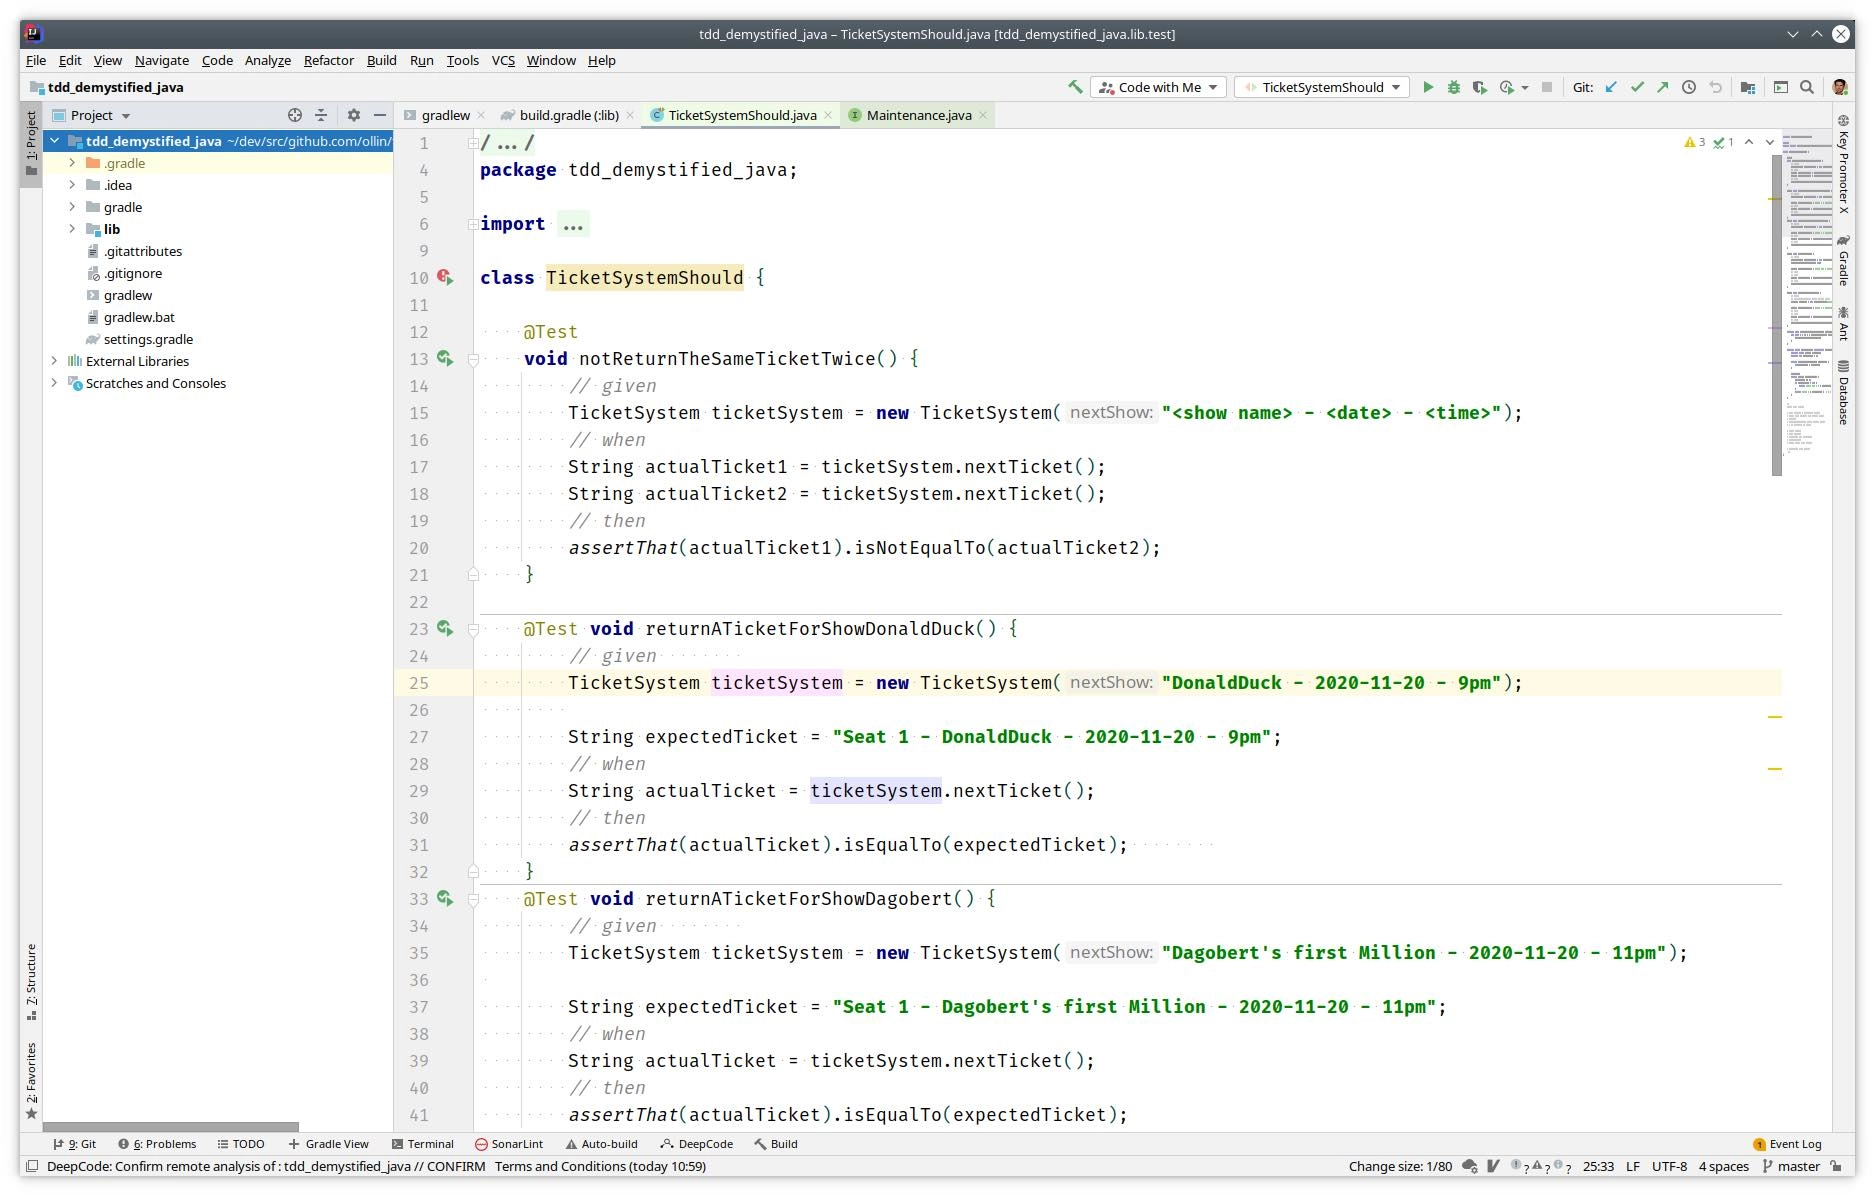 tdd_demystified_java – TicketSystemShould.java [tdd_demystified_java.lib.test]
File Edit View Navigate Code Analyze Refactor Build Run Tools VCS Window Help
tdd_demystified_java
Code with Me
TicketSystemShould
Git:
1: Project
Project
tdd_demystified_java ~/dev/src/github.com/ollin/
.gradle
.idea
gradle
lib
.gitattributes
.gitignore
gradlew
gradlew.bat
settings.gradle
External Libraries
Scratches and Consoles
7: Structure
2: Favorites
gradlew
build.gradle (:lib)
TicketSystemShould.java
Maintenance.java
3 1
1 /.../
4 package tdd_demystified_java;
5
6 import ...
9
10 class TicketSystemShould {
11
12 @Test
13 void notReturnTheSameTicketTwice() {
14 // given
15 TicketSystem ticketSystem = new TicketSystem( nextShow: "<show name> - <date> - <time>");
16 // when
17 String actualTicket1 = ticketSystem.nextTicket();
18 String actualTicket2 = ticketSystem.nextTicket();
19 // then
20 assertThat(actualTicket1).isNotEqualTo(actualTicket2);
21 }
22
23 @Test void returnATicketForShowDonaldDuck() {
24 // given
25 TicketSystem ticketSystem = new TicketSystem( nextShow: "DonaldDuck - 2020-11-20 - 9pm");
26
27 String expectedTicket = "Seat 1 - DonaldDuck - 2020-11-20 - 9pm";
28 // when
29 String actualTicket = ticketSystem.nextTicket();
30 // then
31 assertThat(actualTicket).isEqualTo(expectedTicket);
32 }
33 @Test void returnATicketForShowDagobert() {
34 // given
35 TicketSystem ticketSystem = new TicketSystem( nextShow: "Dagobert's first Million - 2020-11-20 - 11pm");
36
37 String expectedTicket = "Seat 1 - Dagobert's first Million - 2020-11-20 - 11pm";
38 // when
39 String actualTicket = ticketSystem.nextTicket();
40 // then
41 assertThat(actualTicket).isEqualTo(expectedTicket);
Key Promoter X
Gradle
Ant
Database
9: Git 6: Problems TODO Gradle View Terminal SonarLint Auto-build DeepCode Build 1 Event Log
DeepCode: Confirm remote analysis of : tdd_demystified_java // CONFIRM Terms and Conditions (today 10:59) Change size: 1/80 ? ? ? 25:33 LF UTF-8 4 spaces master